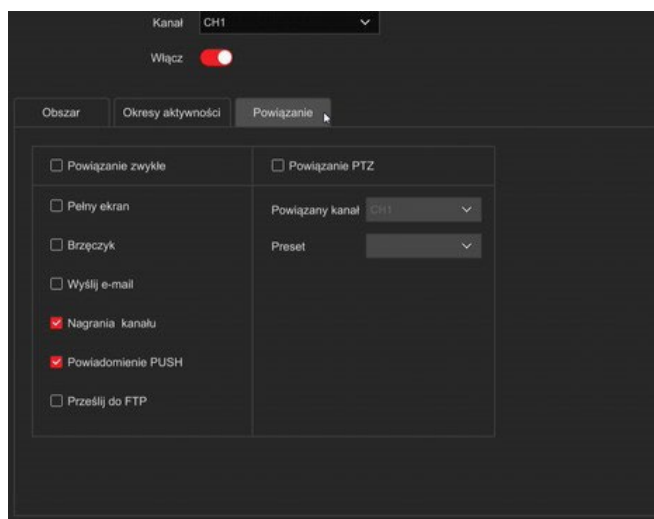 Kanał CH1
Włącz
Obszar Okresy aktywności Powiązanie
Powiązanie zwykłe Powiązanie PTZ
Pełny ekran Powiązany kanał CH1
Brzęczyk Preset
Wyślij e-mail
Nagrania kanału
Powiadomienie PUSH
Prześlij do FTP